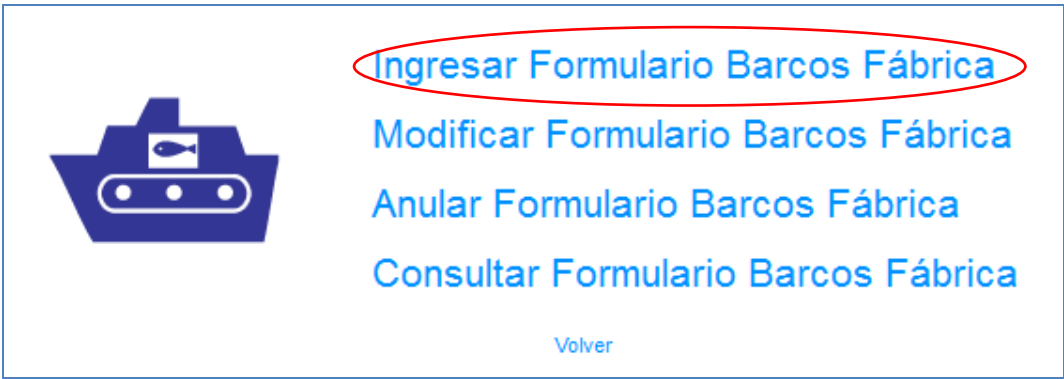 Ingresar Formulario Barcos Fábrica
Modificar Formulario Barcos Fábrica
Anular Formulario Barcos Fábrica
Consultar Formulario Barcos Fábrica
Volver